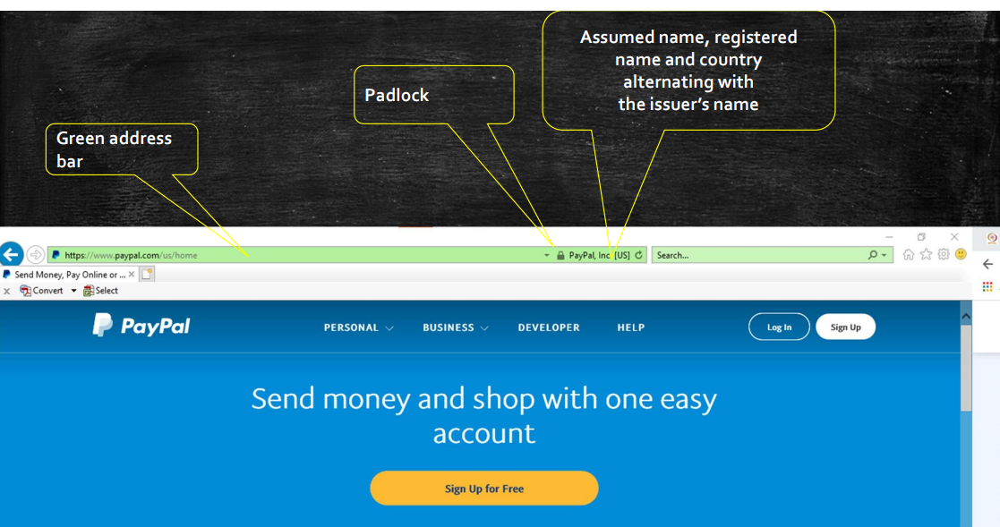 Assumed name, registered
name and country
alternating with
the issuer's name
Padlock
Green address
bar
https://www.paypal.com/us/home
PayPal, Inc. [US]
Search...
Send Money, Pay Online or ...
x Convert Select
PayPal
PERSONAL BUSINESS DEVELOPER HELP
Log In Sign Up
Send money and shop with one easy
account
Sign Up for Free